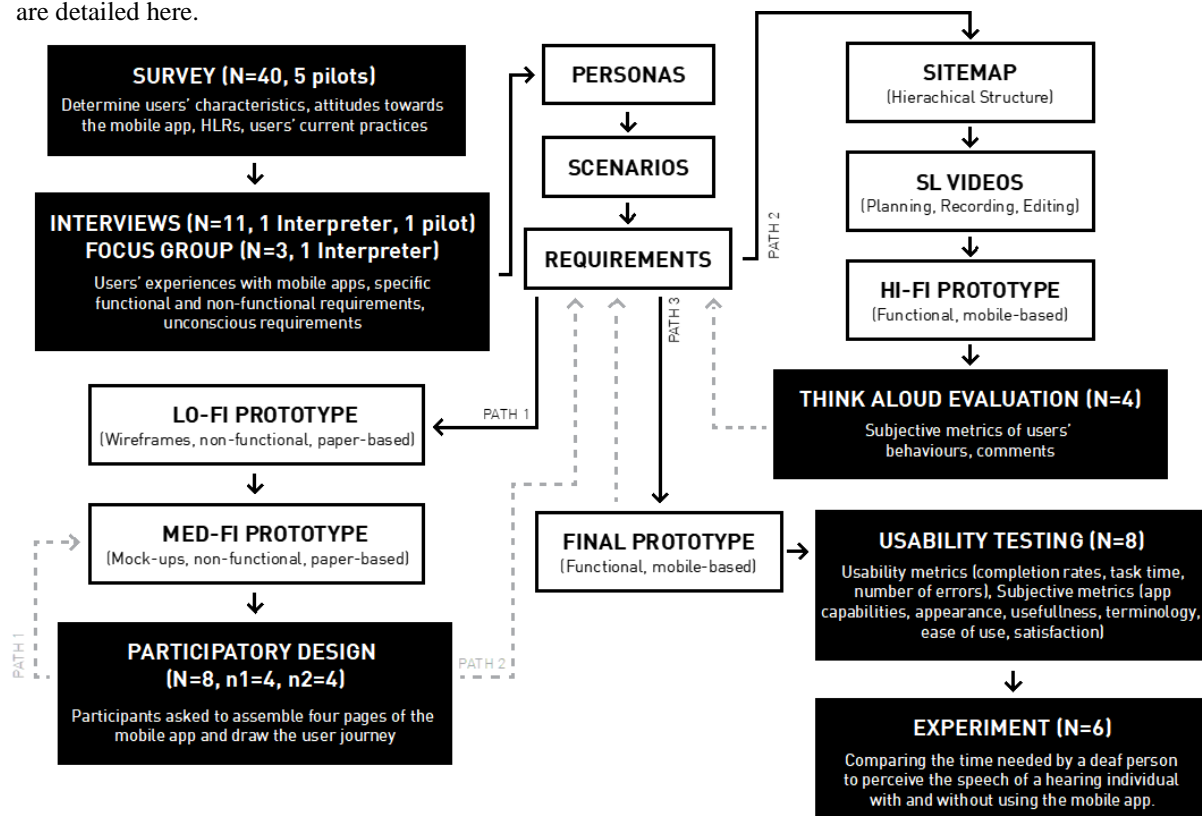 are detailed here.
SURVEY (N=40, 5 pilots)
Determine users' characteristics, attitudes towards
the mobile app, HLRs, users' current practices
INTERVIEWS (N=11, 1 Interpreter, 1 pilot)
FOCUS GROUP (N=3, 1 Interpreter)
Users' experiences with mobile apps, specific
functional and non-functional requirements,
unconscious requirements
PERSONAS
SCENARIOS
REQUIREMENTS
PATH 1
PATH 2
PATH 3
LO-FI PROTOTYPE
(Wireframes, non-functional, paper-based)
MED-FI PROTOTYPE
(Mock-ups, non-functional, paper-based)
PARTICIPATORY DESIGN
(N=8, n1=4, n2=4)
Participants asked to assemble four pages of the
mobile app and draw the user journey
PATH 1
PATH 2
SITEMAP
(Hierachical Structure)
SL VIDEOS
(Planning, Recording, Editing)
HI-FI PROTOTYPE
(Functional, mobile-based)
THINK ALOUD EVALUATION (N=4)
Subjective metrics of users'
behaviours, comments
FINAL PROTOTYPE
(Functional, mobile-based)
USABILITY TESTING (N=8)
Usability metrics (completion rates, task time,
number of errors), Subjective metrics (app
capabilities, appearance, usefullness, terminology,
ease of use, satisfaction)
EXPERIMENT (N=6)
Comparing the time needed by a deaf person
to perceive the speech of a hearing individual
with and without using the mobile app.